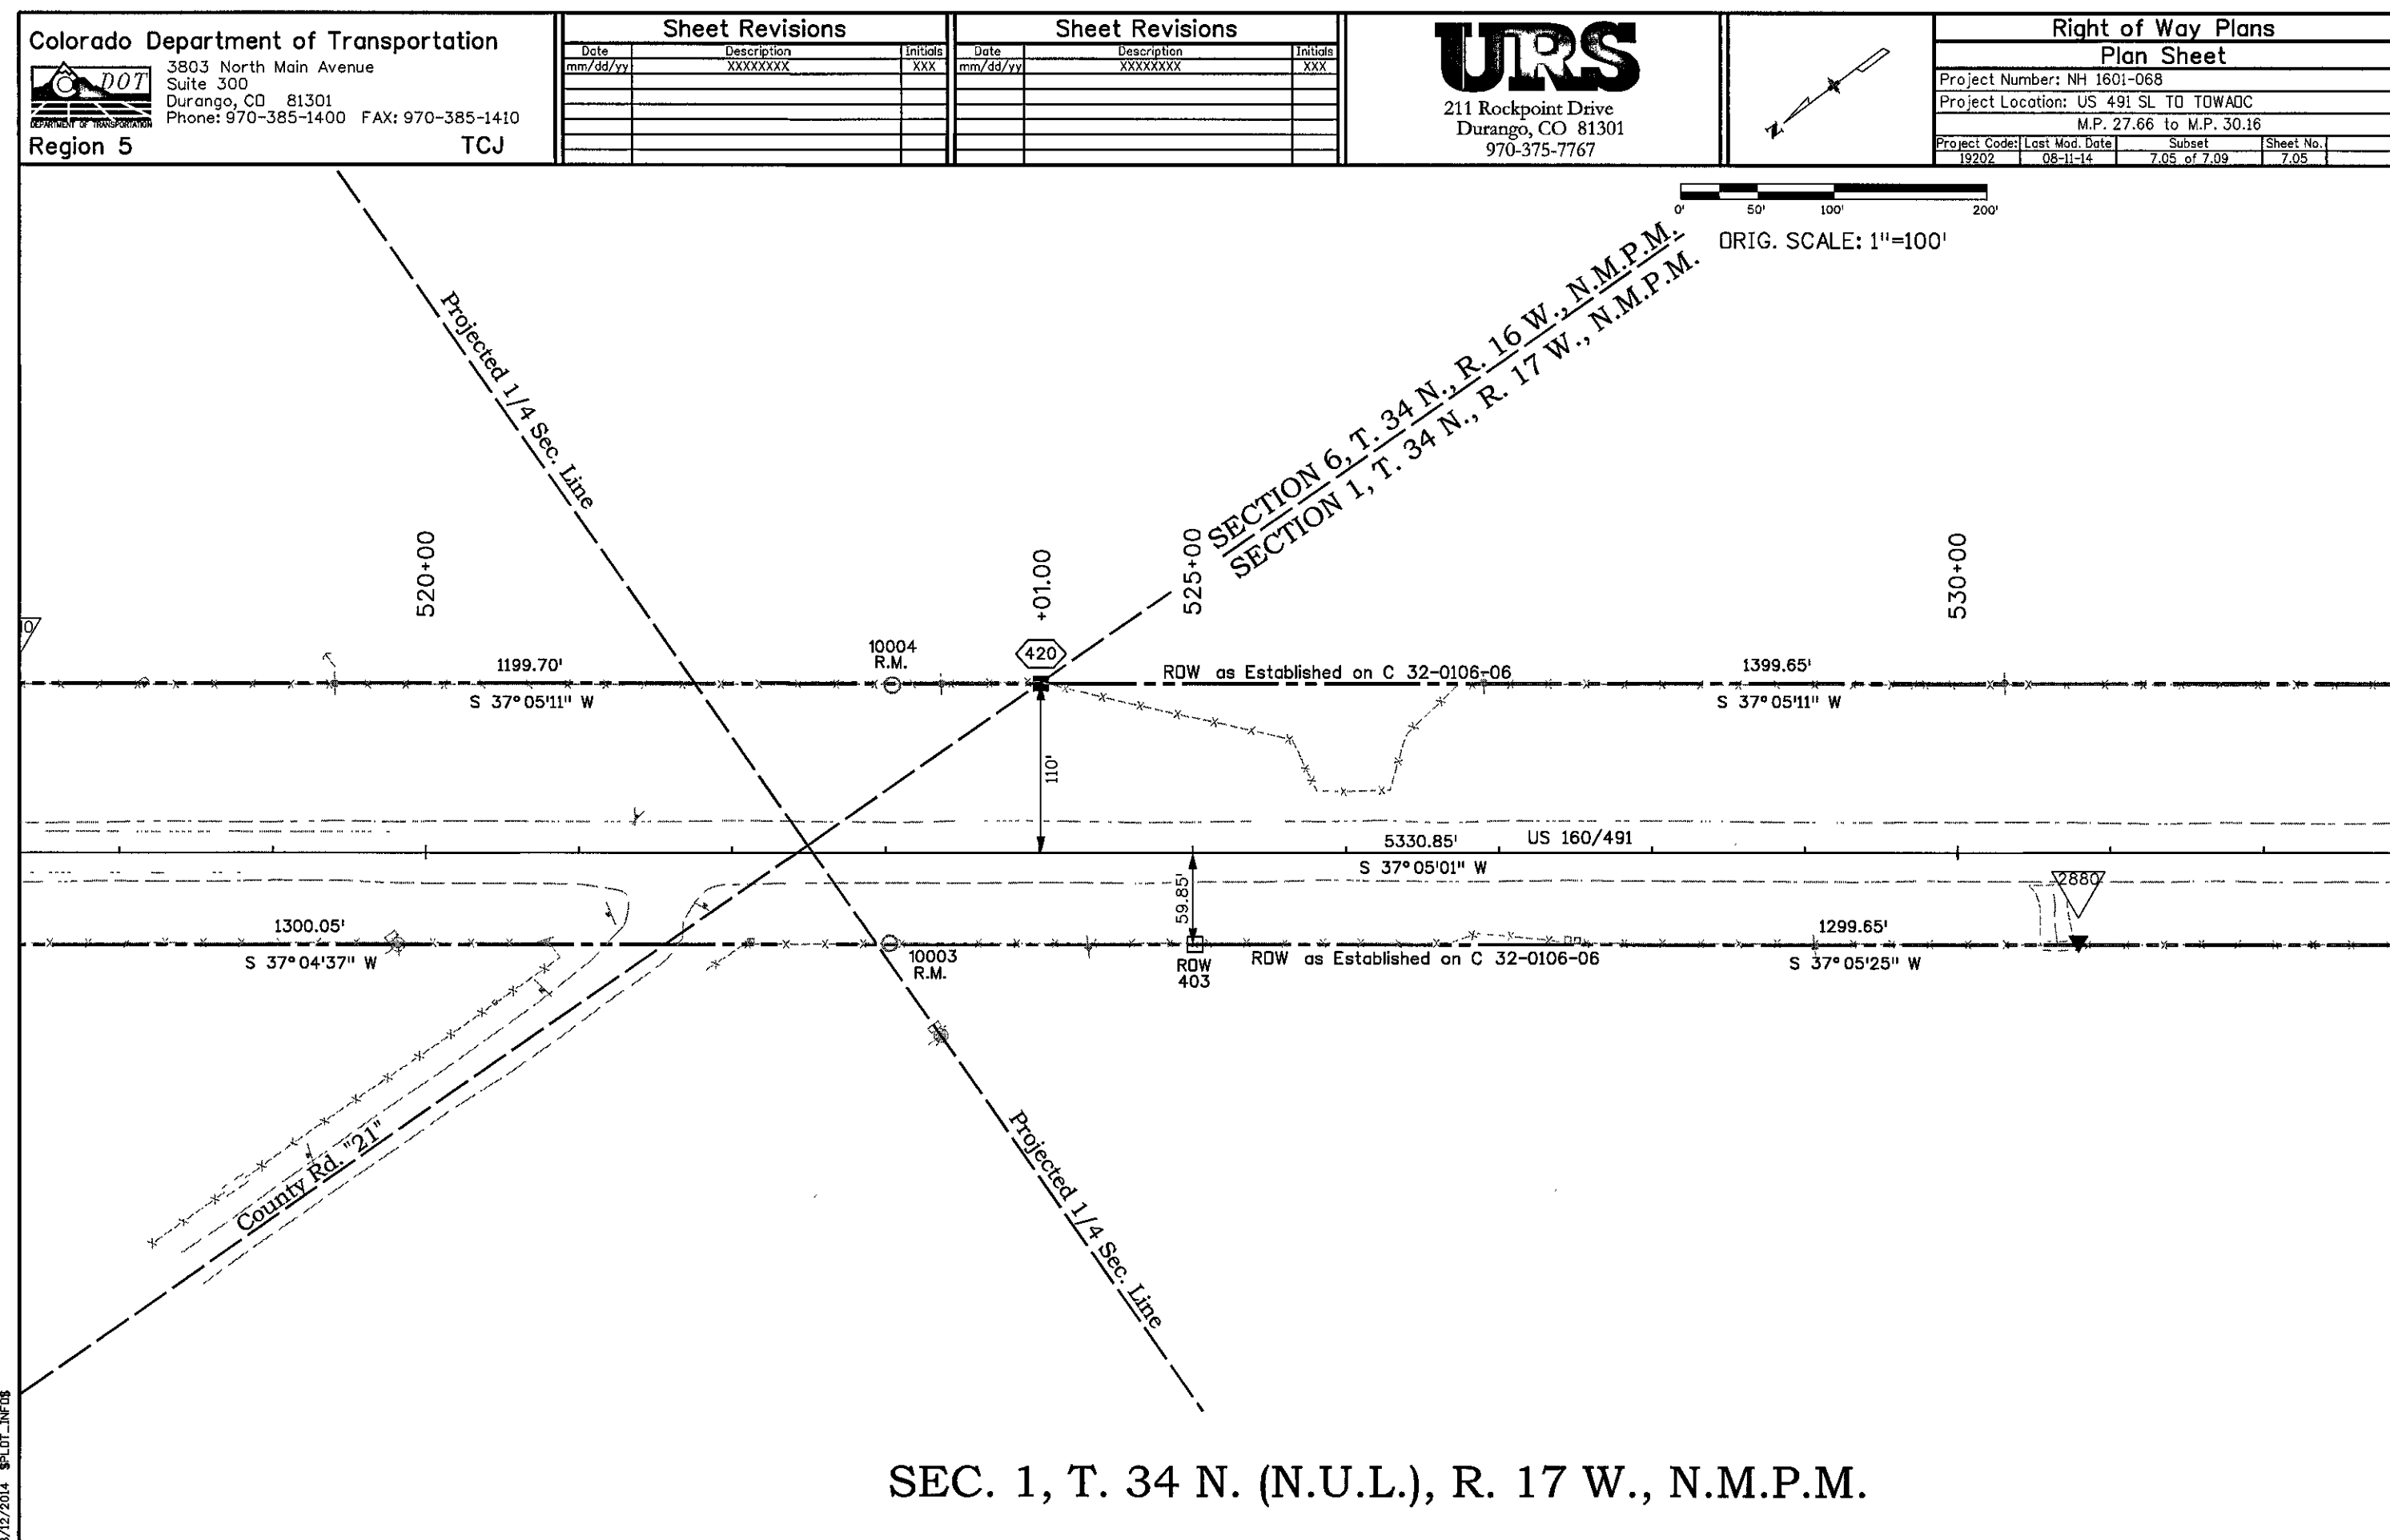 Colorado Department of Transportation
DOT
DEPARTMENT OF TRANSPORTATION
3803 North Main Avenue
Suite 300
Durango, CO 81301
Phone: 970-385-1400 FAX: 970-385-1410
Region 5 TCJ
Sheet Revisions
Date Description Initials
mm/dd/yy XXXXXXXX XXX
Sheet Revisions
Date Description Initials
mm/dd/yy XXXXXXXX XXX
URS
211 Rockpoint Drive
Durango, CO 81301
970-375-7767
N
Right of Way Plans
Plan Sheet
Project Number: NH 1601-068
Project Location: US 491 SL TO TOWAOC
M.P. 27.66 to M.P. 30.16
Project Code: Last Mod. Date Subset Sheet No.
19202 08-11-14 7.05 of 7.09 7.05
0' 50' 100' 200'
ORIG. SCALE: 1"=100'
Projected 1/4 Sec. Line
SECTION 6, T. 34 N., R. 16 W., N.M.P.M.
SECTION 1, T. 34 N., R. 17 W., N.M.P.M.
520+00
+01.00
525+00
530+00
1199.70'
S 37°05'11" W
10004
R.M.
420
ROW as Established on C 32-0106-06
1399.65'
S 37°05'11" W
110'
5330.85'
US 160/491
S 37°05'01" W
59.85'
2880
1300.05'
S 37°04'37" W
10003
R.M.
ROW
403
ROW as Established on C 32-0106-06
1299.65'
S 37°05'25" W
County Rd. "21"
Projected 1/4 Sec. Line
SEC. 1, T. 34 N. (N.U.L.), R. 17 W., N.M.P.M.
/12/2014 $PLOT_INFO$